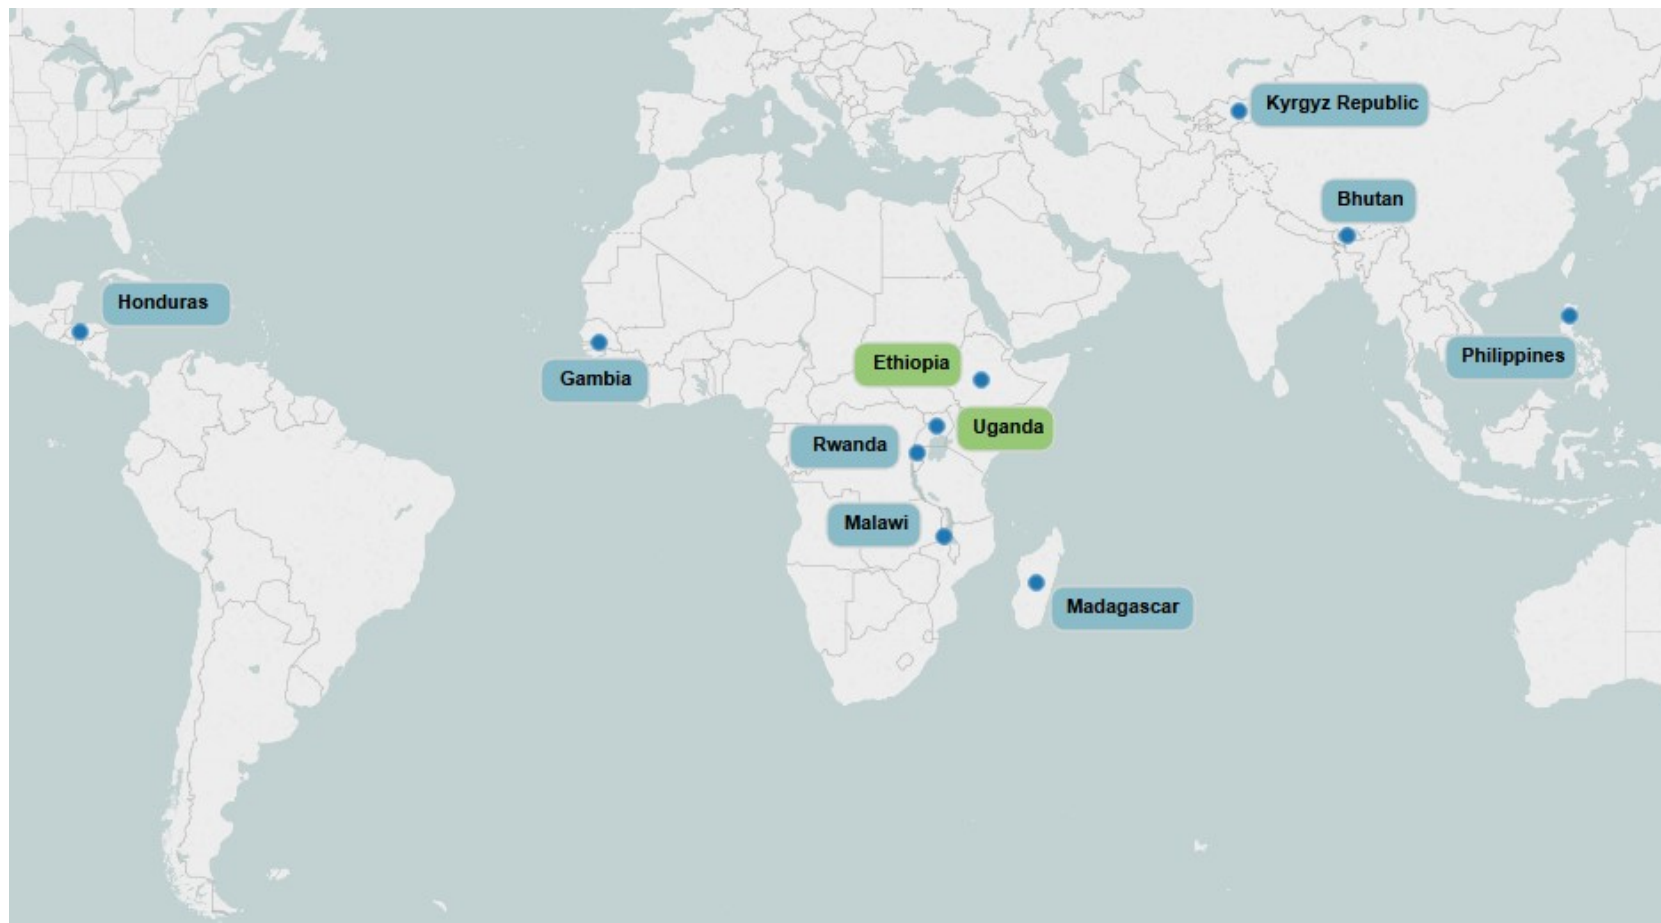 Kyrgyz Republic
Bhutan
Honduras
Philippines
Ethiopia
Gambia
Uganda
Rwanda
Malawi
Madagascar